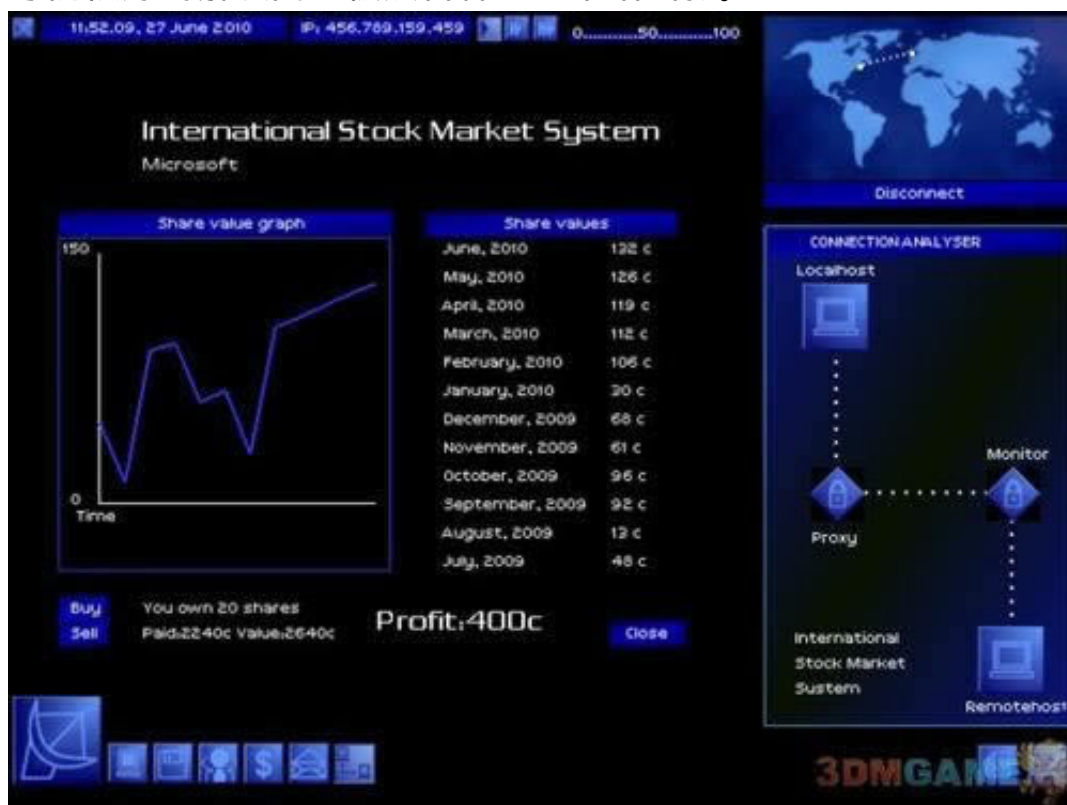 11:52.09, 27 June 2010
IP: 456.789.159.459
0............50............100
International Stock Market System
Microsoft
Disconnect
Share value graph
150
0
Time
Share values
June, 2010 132 c
May, 2010 126 c
April, 2010 119 c
March, 2010 112 c
February, 2010 106 c
January, 2010 30 c
December, 2009 68 c
November, 2009 61 c
October, 2009 96 c
September, 2009 92 c
August, 2009 13 c
July, 2009 48 c
Buy
Sell
You own 20 shares
Paid:2240c Value:2640c
Profit:400c
Close
CONNECTION ANALYSER
Localhost
Monitor
Proxy
International
Stock Market
System
Remotehost
3DMGAME